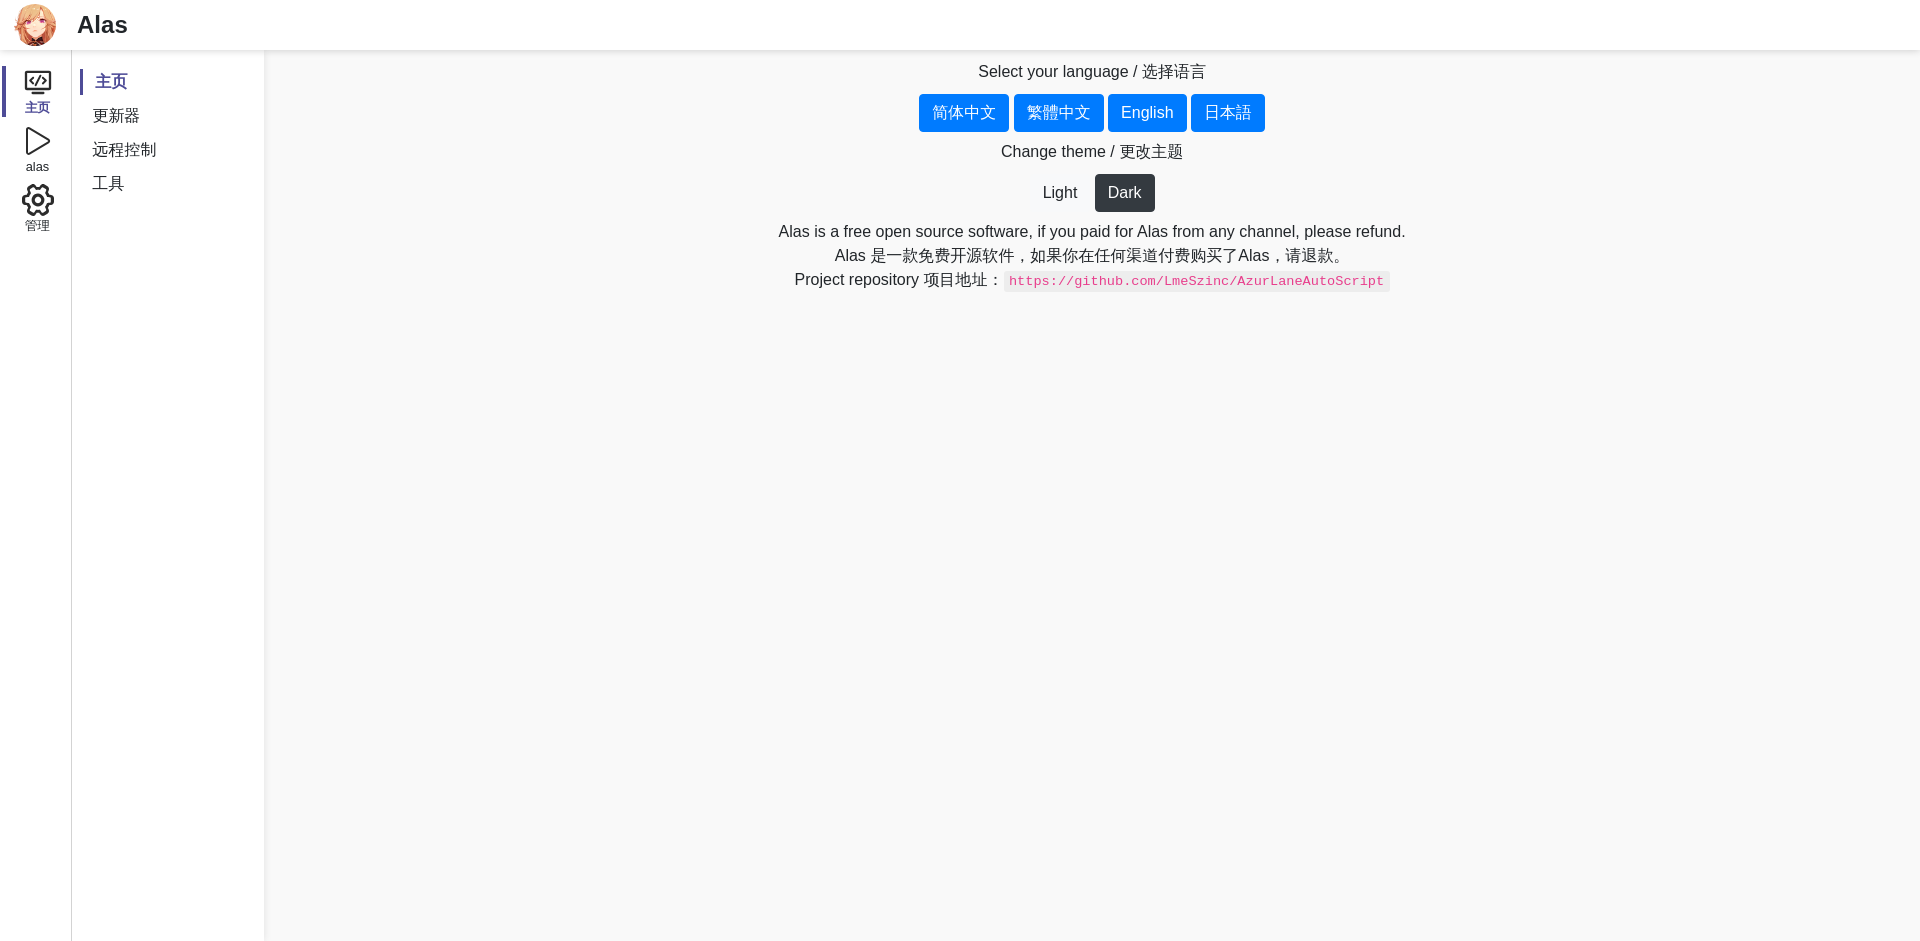 Alas
主页
alas
管理
主页
更新器
远程控制
工具
Select your language / 选择语言
简体中文 繁體中文 English 日本語
Change theme / 更改主题
Light Dark
Alas is a free open source software, if you paid for Alas from any channel, please refund.
Alas 是一款免费开源软件，如果你在任何渠道付费购买了Alas，请退款。
Project repository 项目地址：https://github.com/LmeSzinc/AzurLaneAutoScript